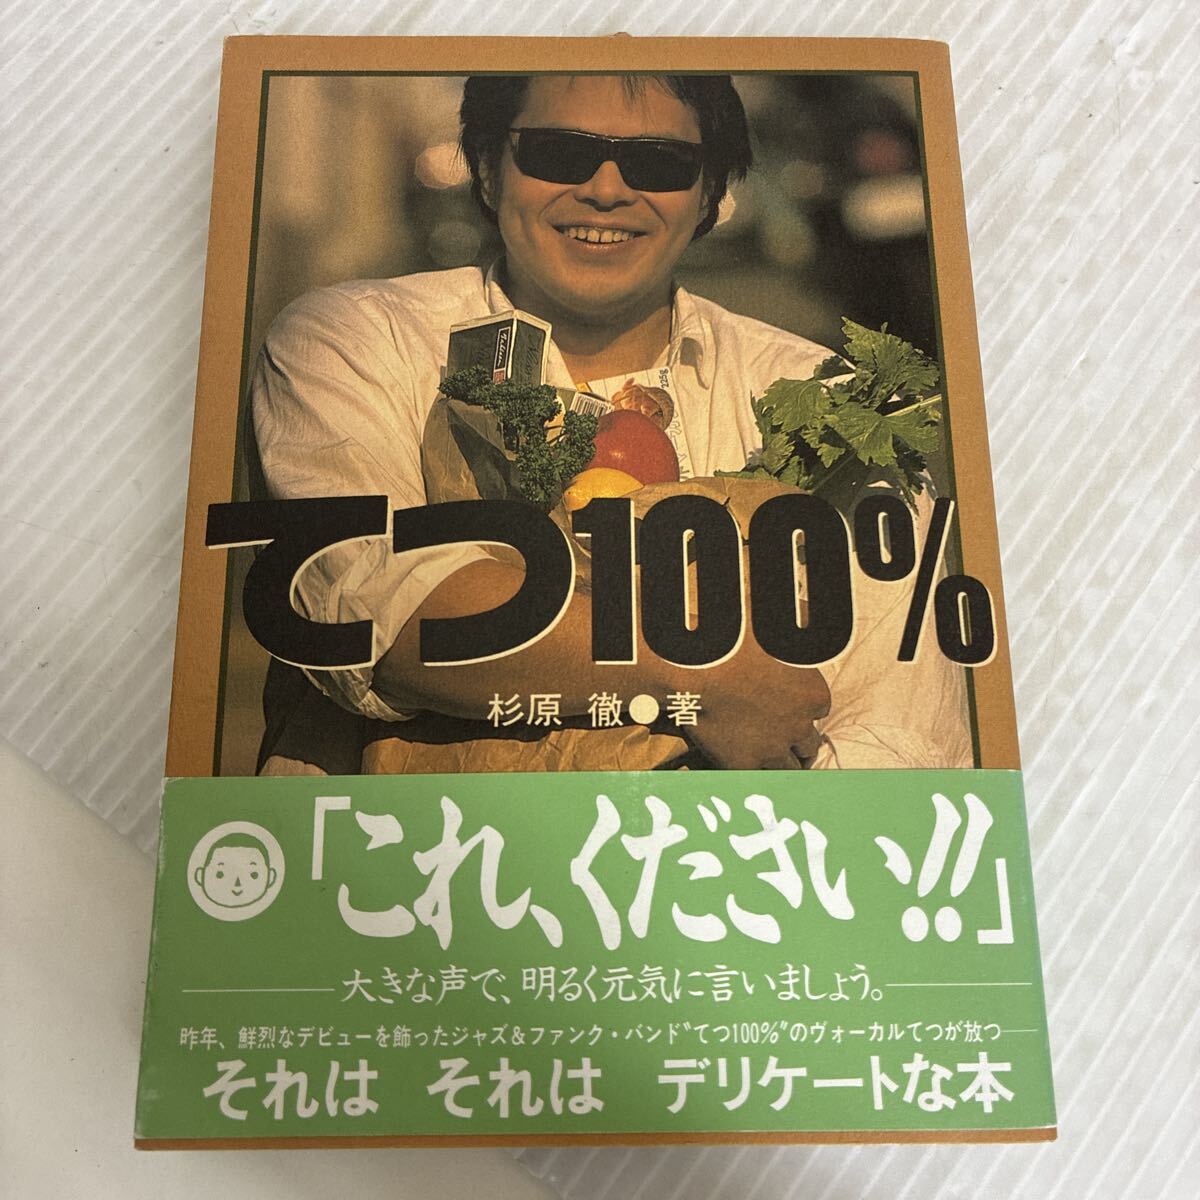 225g
てつ100%
杉原 徹●著
「これ、ください!!」
大きな声で、明るく元気に言いましょう。
昨年、鮮烈なデビューを飾ったジャズ&ファンク・バンド“てつ100%”のヴォーカルてつが放つ
それは それは デリケートな本